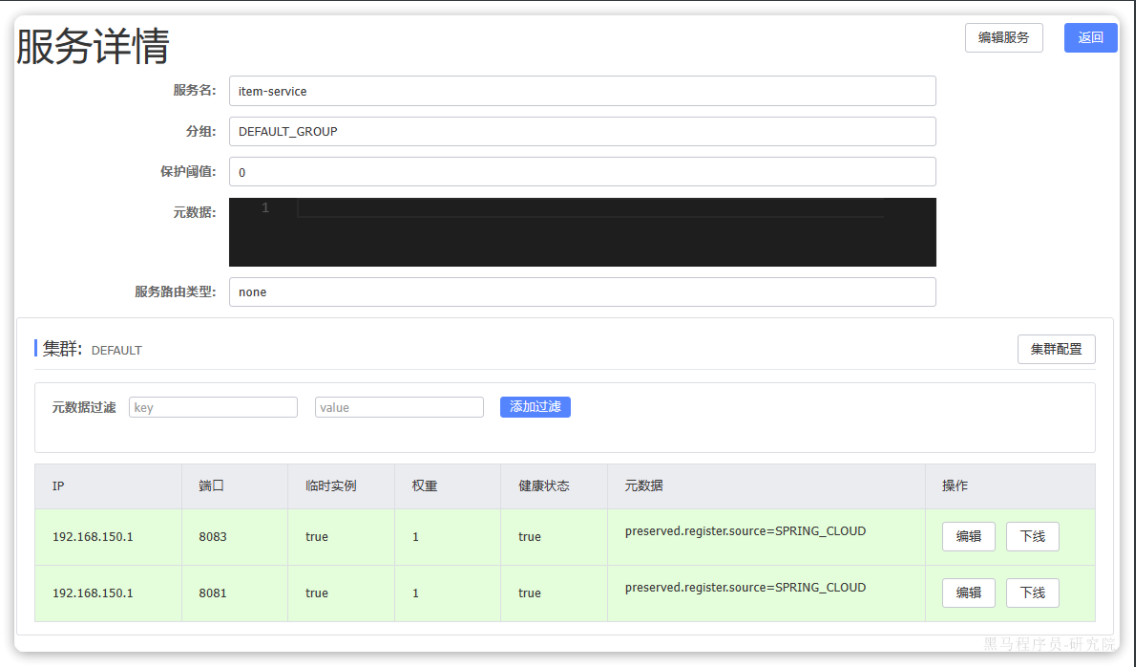 服务详情 编辑服务 返回
服务名: item-service
分组: DEFAULT_GROUP
保护阈值: 0
元数据: 1
服务路由类型: none
集群: DEFAULT 集群配置
元数据过滤 key value 添加过滤
IP 端口 临时实例 权重 健康状态 元数据 操作
192.168.150.1 8083 true 1 true preserved.register.source=SPRING_CLOUD 编辑 下线
192.168.150.1 8081 true 1 true preserved.register.source=SPRING_CLOUD 编辑 下线
黑马程序员-研究院